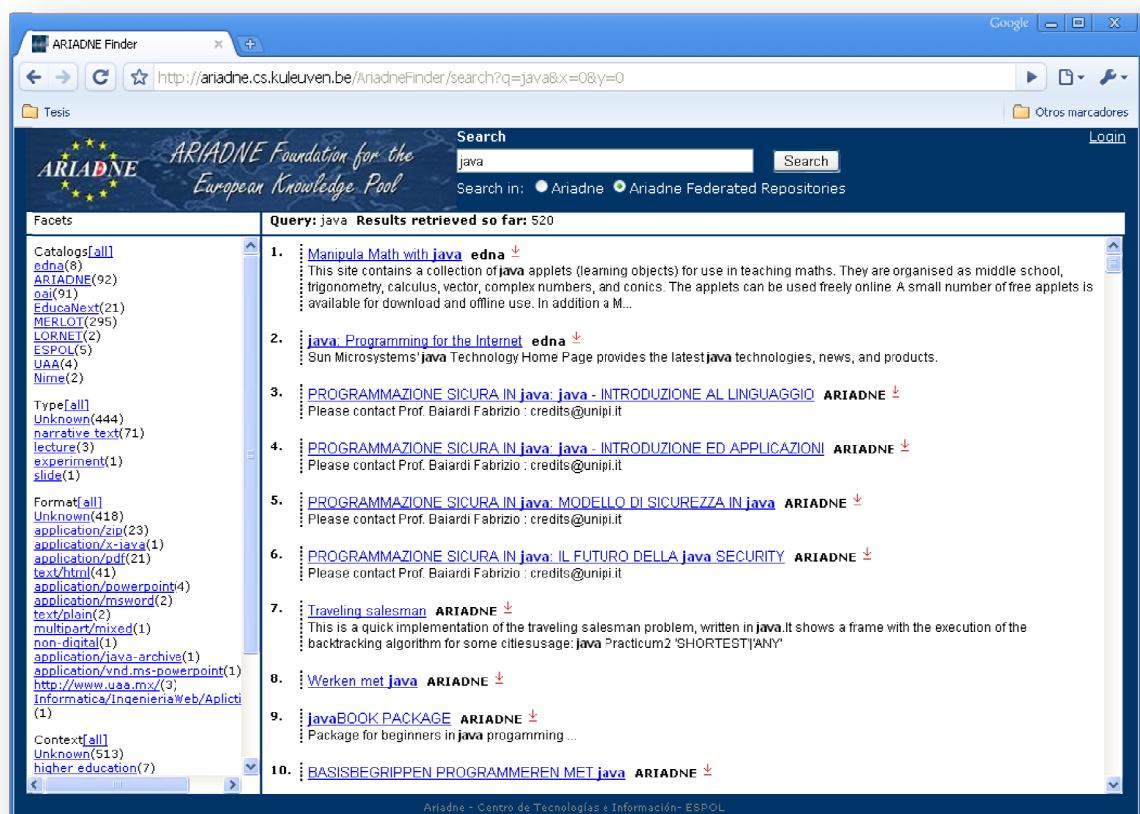 Google
ARIADNE Finder
http://ariadne.cs.kuleuven.be/AriadneFinder/search?q=java&x=0&y=0
Tesis
Otros marcadores
ARIADNE
ARIADNE Foundation for the
European Knowledge Pool
Search
Login
java
Search
Search in: Ariadne Ariadne Federated Repositories
Facets
Query: java Results retrieved so far: 520
Catalogs[all]
edna(8)
ARIADNE(92)
oai(91)
EducaNext(21)
MERLOT(295)
LORNET(2)
ESPOL(5)
UAA(4)
Nime(2)
Type[all]
Unknown(444)
narrative text(71)
lecture(3)
experiment(1)
slide(1)
Format[all]
Unknown(418)
application/zip(23)
application/x-java(1)
application/pdf(21)
text/html(41)
application/powerpoint(4)
application/msword(2)
text/plain(2)
multipart/mixed(1)
non-digital(1)
application/java-archive(1)
application/vnd.ms-powerpoint(1)
http://www.uaa.mx/(3)
Informatica/IngenieriaWeb/Aplicti
(1)
Context[all]
Unknown(513)
higher education(7)
1. Manipula Math with java edna
This site contains a collection of java applets (learning objects) for use in teaching maths. They are organised as middle school,
trigonometry, calculus, vector, complex numbers, and conics. The applets can be used freely online. A small number of free applets is
available for download and offline use. In addition a M...
2. java: Programming for the Internet edna
Sun Microsystems' java Technology Home Page provides the latest java technologies, news, and products.
3. PROGRAMMAZIONE SICURA IN java: java - INTRODUZIONE AL LINGUAGGIO ARIADNE
Please contact Prof. Baiardi Fabrizio : credits@unipi.it
4. PROGRAMMAZIONE SICURA IN java: java - INTRODUZIONE ED APPLICAZIONI ARIADNE
Please contact Prof. Baiardi Fabrizio : credits@unipi.it
5. PROGRAMMAZIONE SICURA IN java: MODELLO DI SICUREZZA IN java ARIADNE
Please contact Prof. Baiardi Fabrizio : credits@unipi.it
6. PROGRAMMAZIONE SICURA IN java: IL FUTURO DELLA java SECURITY ARIADNE
Please contact Prof. Baiardi Fabrizio : credits@unipi.it
7. Traveling salesman ARIADNE
This is a quick implementation of the traveling salesman problem, written in java.It shows a frame with the execution of the
backtracking algorithm for some citiesusage: java Practicum2 'SHORTEST'|'ANY'
8. Werken met java ARIADNE
9. javaBOOK PACKAGE ARIADNE
Package for beginners in java progamming ...
10. BASISBEGRIPPEN PROGRAMMEREN MET java ARIADNE
Ariadne - Centro de Tecnologías e Información- ESPOL